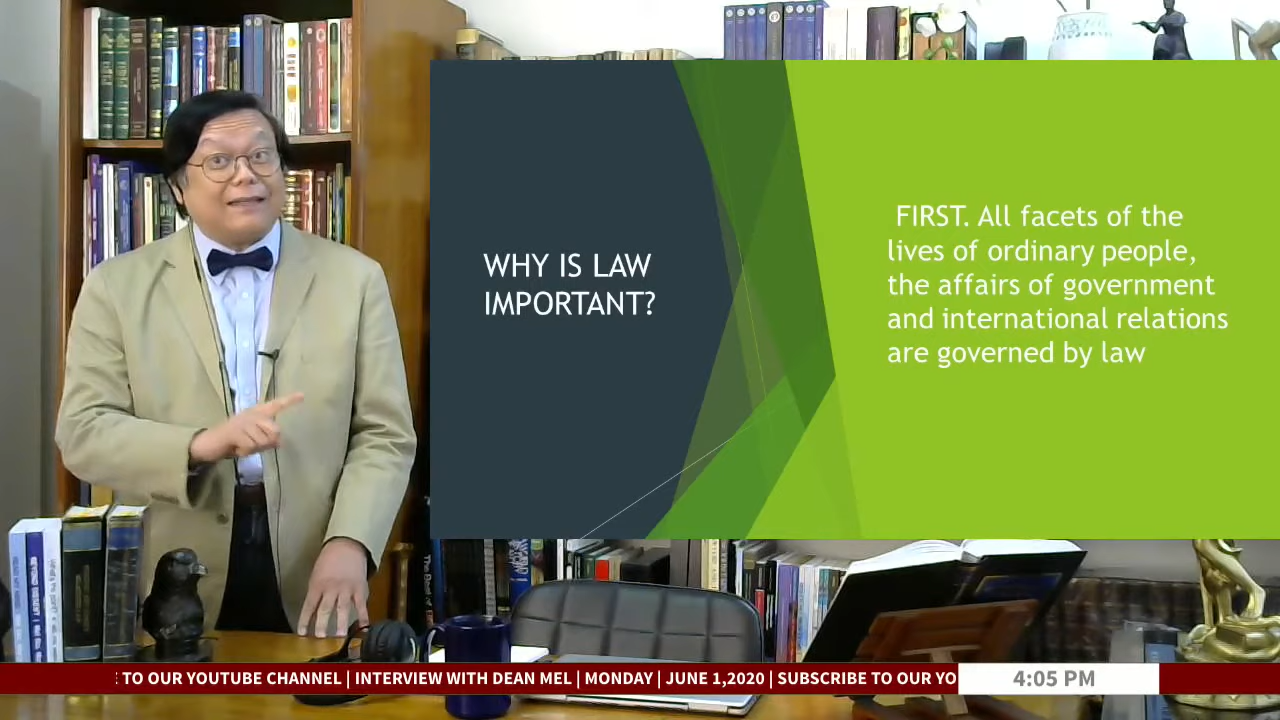 WHY IS LAW
IMPORTANT?
FIRST. All facets of the
lives of ordinary people,
the affairs of government
and international relations
are governed by law
TO OUR YOUTUBE CHANNEL | INTERVIEW WITH DEAN MEL | MONDAY | JUNE 1,2020 | SUBSCRIBE TO OUR YO
4:05 PM